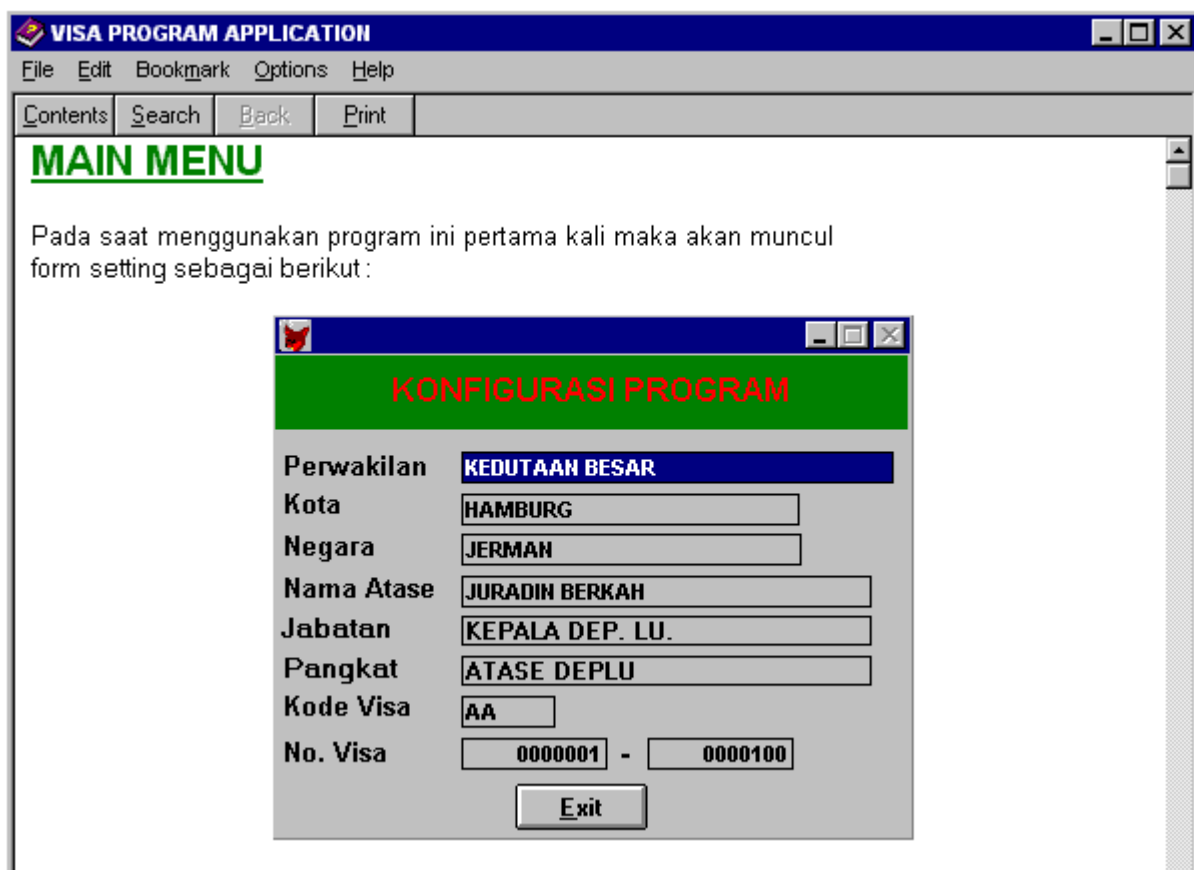 VISA PROGRAM APPLICATION
File Edit Bookmark Options Help
Contents Search Back Print
MAIN MENU
Pada saat menggunakan program ini pertama kali maka akan muncul
form setting sebagai berikut :
KONFIGURASI PROGRAM
Perwakilan KEDUTAAN BESAR
Kota HAMBURG
Negara JERMAN
Nama Atase JURADIN BERKAH
Jabatan KEPALA DEP. LU.
Pangkat ATASE DEPLU
Kode Visa AA
No. Visa 0000001 - 0000100
Exit